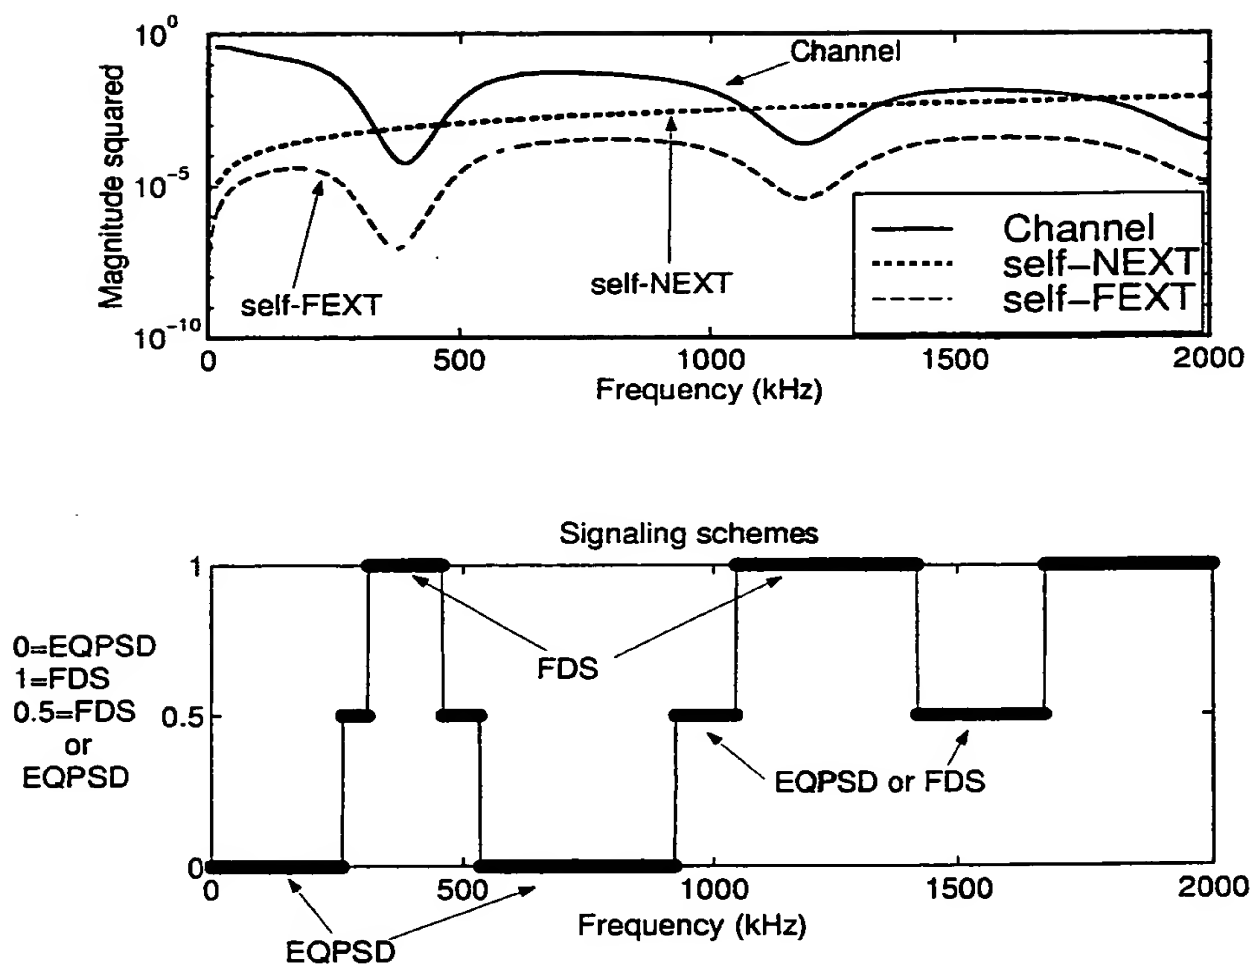 10^0
10^-5
10^-10
Magnitude squared
Channel
self-NEXT
self-FEXT
Channel
self-NEXT
self-FEXT
0
500
1000
1500
2000
Frequency (kHz)
Signaling schemes
1
0.5
0
0=EQPSD
1=FDS
0.5=FDS
or
EQPSD
FDS
EQPSD or FDS
EQPSD
0
500
1000
1500
2000
Frequency (kHz)